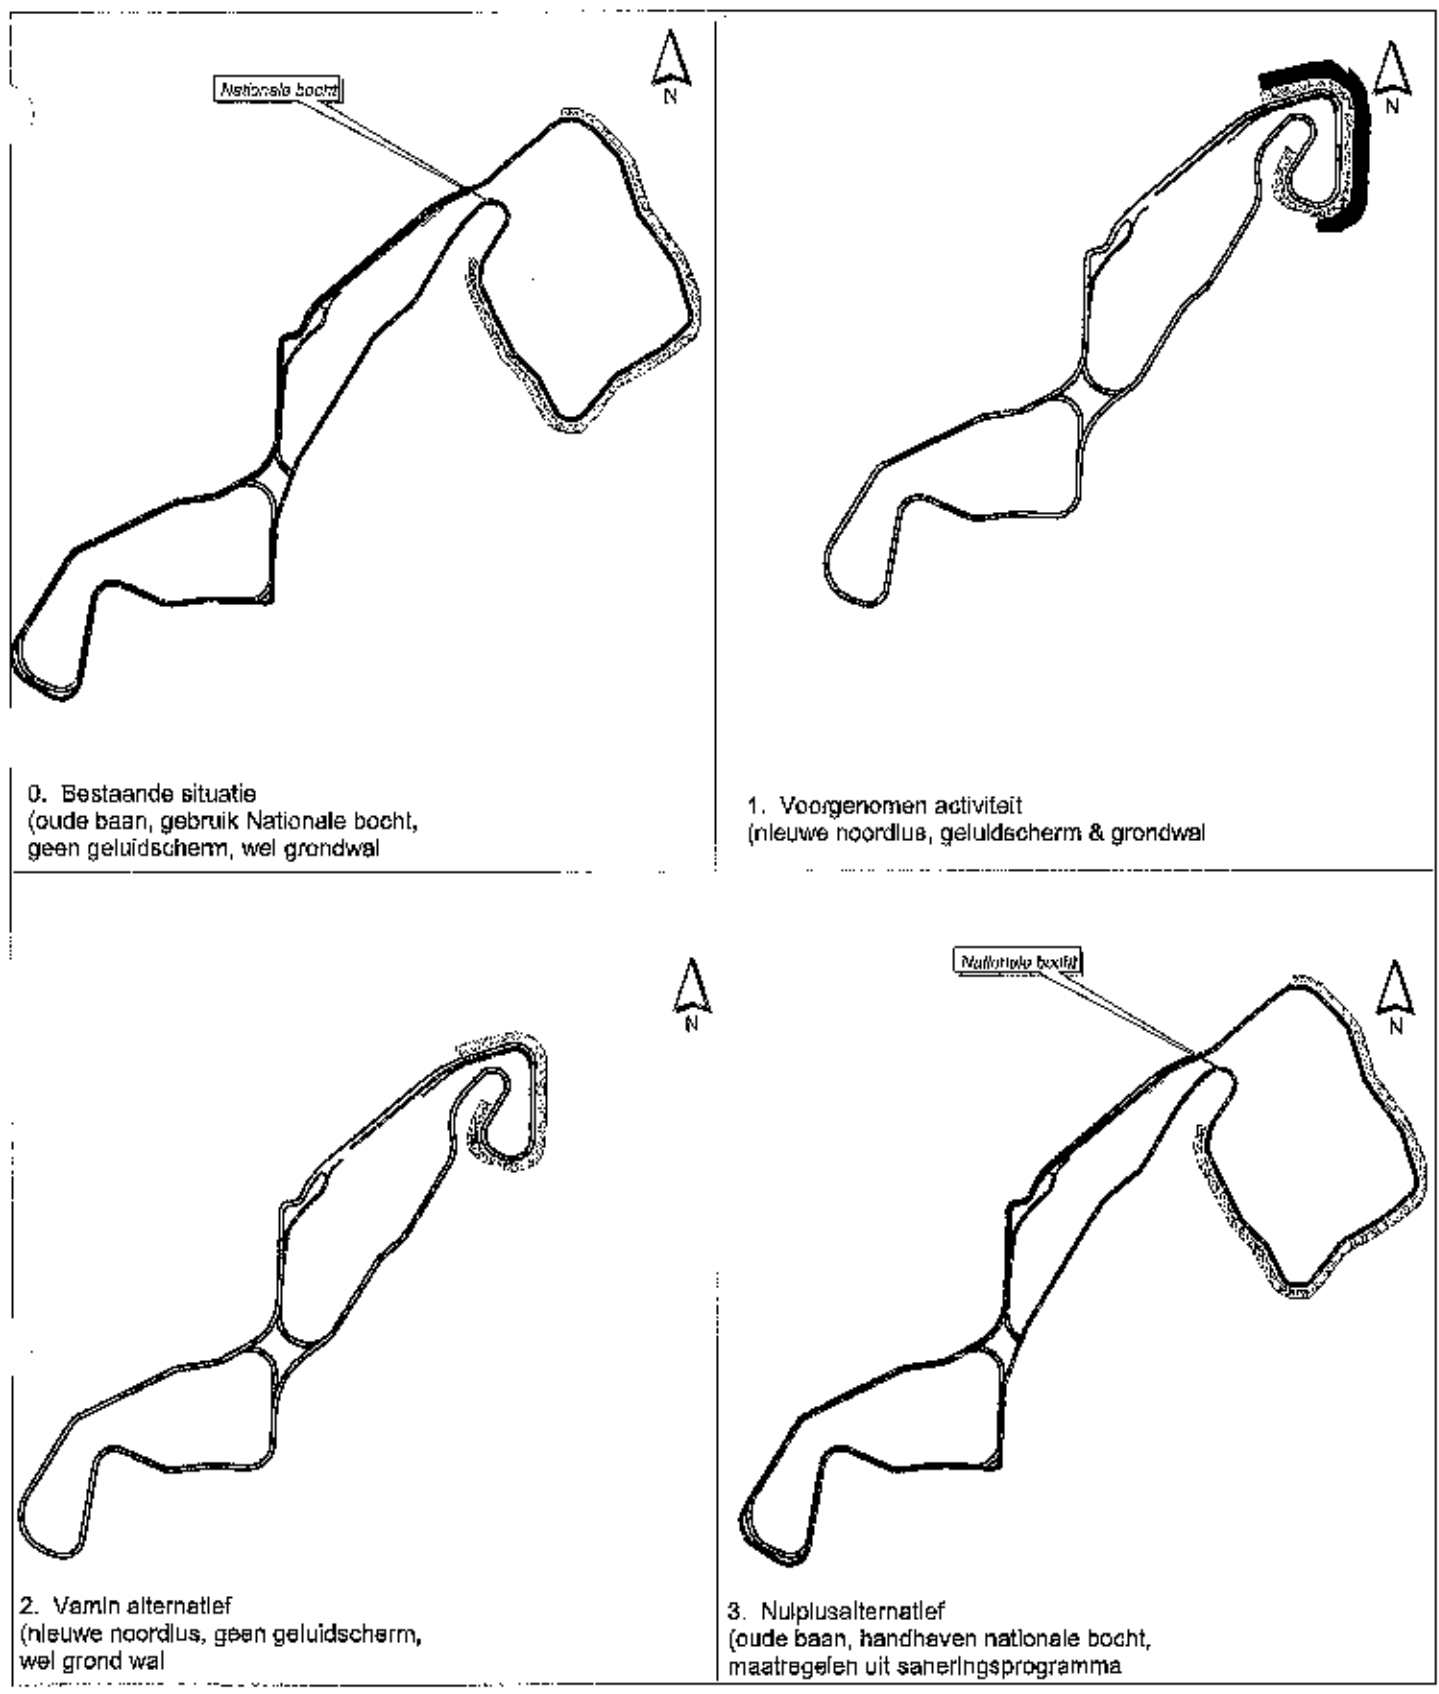 Nationale bocht
N
N
0. Bestaande situatie
(oude baan, gebruik Nationale bocht,
geen geluidscherm, wel grondwal
1. Voorgenomen activiteit
(nieuwe noordlus, geluidscherm & grondwal
N
Nationale bocht
N
2. Vamin alternatief
(nieuwe noordlus, geen geluidscherm,
wel grond wal
3. Nulplusalternatief
(oude baan, handhaven nationale bocht,
maatregelen uit saneringsprogramma